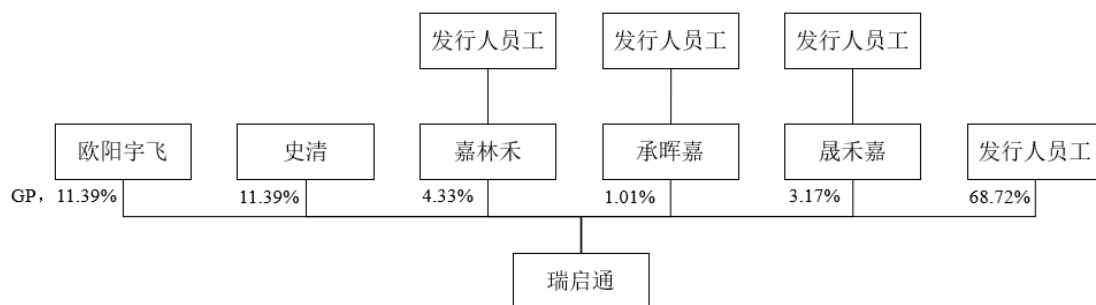 发行人员工
发行人员工
发行人员工
欧阳宇飞
史清
嘉林禾
承晖嘉
晟禾嘉
发行人员工
GP，11.39%
11.39%
4.33%
1.01%
3.17%
68.72%
瑞启通